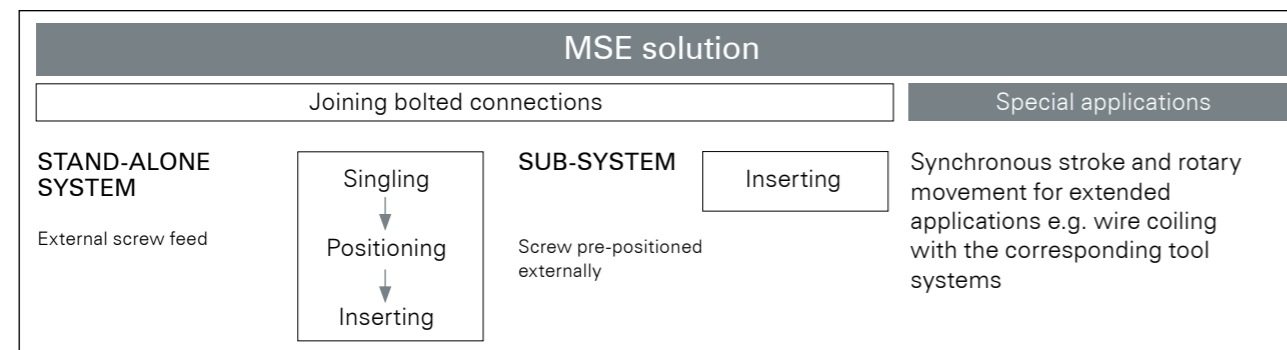 MSE solution
Joining bolted connections
Special applications
STAND-ALONE
SYSTEM
External screw feed
Singling
Positioning
Inserting
SUB-SYSTEM
Screw pre-positioned
externally
Inserting
Synchronous stroke and rotary
movement for extended
applications e.g. wire coiling
with the corresponding tool
systems